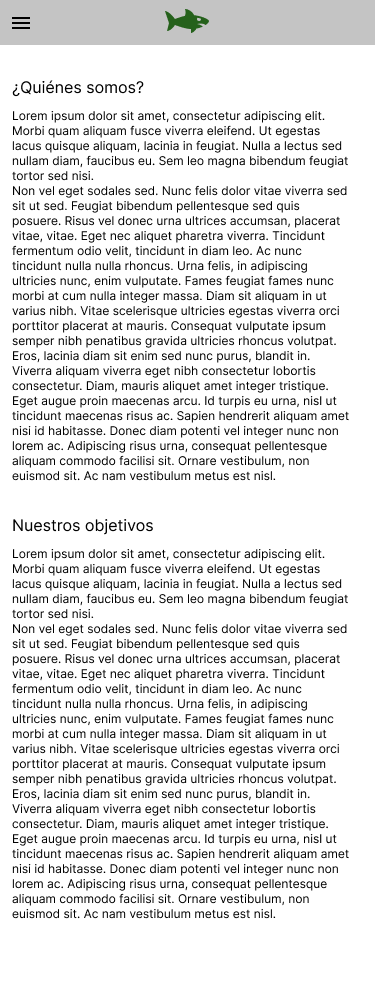 ¿Quiénes somos?
Lorem ipsum dolor sit amet, consectetur adipiscing elit.
Morbi quam aliquam fusce viverra eleifend. Ut egestas
lacus quisque aliquam, lacinia in feugiat. Nulla a lectus sed
nullam diam, faucibus eu. Sem leo magna bibendum feugiat
tortor sed nisi.
Non vel eget sodales sed. Nunc felis dolor vitae viverra sed
sit ut sed. Feugiat bibendum pellentesque sed quis
posuere. Risus vel donec urna ultrices accumsan, placerat
vitae, vitae. Eget nec aliquet pharetra viverra. Tincidunt
fermentum odio velit, tincidunt in diam leo. Ac nunc
tincidunt nulla nulla rhoncus. Urna felis, in adipiscing
ultricies nunc, enim vulputate. Fames feugiat fames nunc
morbi at cum nulla integer massa. Diam sit aliquam in ut
varius nibh. Vitae scelerisque ultricies egestas viverra orci
porttitor placerat at mauris. Consequat vulputate ipsum
semper nibh penatibus gravida ultricies rhoncus volutpat.
Eros, lacinia diam sit enim sed nunc purus, blandit in.
Viverra aliquam viverra eget nibh consectetur lobortis
consectetur. Diam, mauris aliquet amet integer tristique.
Eget augue proin maecenas arcu. Id turpis eu urna, nisl ut
tincidunt maecenas risus ac. Sapien hendrerit aliquam amet
nisi id habitasse. Donec diam potenti vel integer nunc non
lorem ac. Adipiscing risus urna, consequat pellentesque
aliquam commodo facilisi sit. Ornare vestibulum, non
euismod sit. Ac nam vestibulum metus est nisl.
Nuestros objetivos
Lorem ipsum dolor sit amet, consectetur adipiscing elit.
Morbi quam aliquam fusce viverra eleifend. Ut egestas
lacus quisque aliquam, lacinia in feugiat. Nulla a lectus sed
nullam diam, faucibus eu. Sem leo magna bibendum feugiat
tortor sed nisi.
Non vel eget sodales sed. Nunc felis dolor vitae viverra sed
sit ut sed. Feugiat bibendum pellentesque sed quis
posuere. Risus vel donec urna ultrices accumsan, placerat
vitae, vitae. Eget nec aliquet pharetra viverra. Tincidunt
fermentum odio velit, tincidunt in diam leo. Ac nunc
tincidunt nulla nulla rhoncus. Urna felis, in adipiscing
ultricies nunc, enim vulputate. Fames feugiat fames nunc
morbi at cum nulla integer massa. Diam sit aliquam in ut
varius nibh. Vitae scelerisque ultricies egestas viverra orci
porttitor placerat at mauris. Consequat vulputate ipsum
semper nibh penatibus gravida ultricies rhoncus volutpat.
Eros, lacinia diam sit enim sed nunc purus, blandit in.
Viverra aliquam viverra eget nibh consectetur lobortis
consectetur. Diam, mauris aliquet amet integer tristique.
Eget augue proin maecenas arcu. Id turpis eu urna, nisl ut
tincidunt maecenas risus ac. Sapien hendrerit aliquam amet
nisi id habitasse. Donec diam potenti vel integer nunc non
lorem ac. Adipiscing risus urna, consequat pellentesque
aliquam commodo facilisi sit. Ornare vestibulum, non
euismod sit. Ac nam vestibulum metus est nisl.